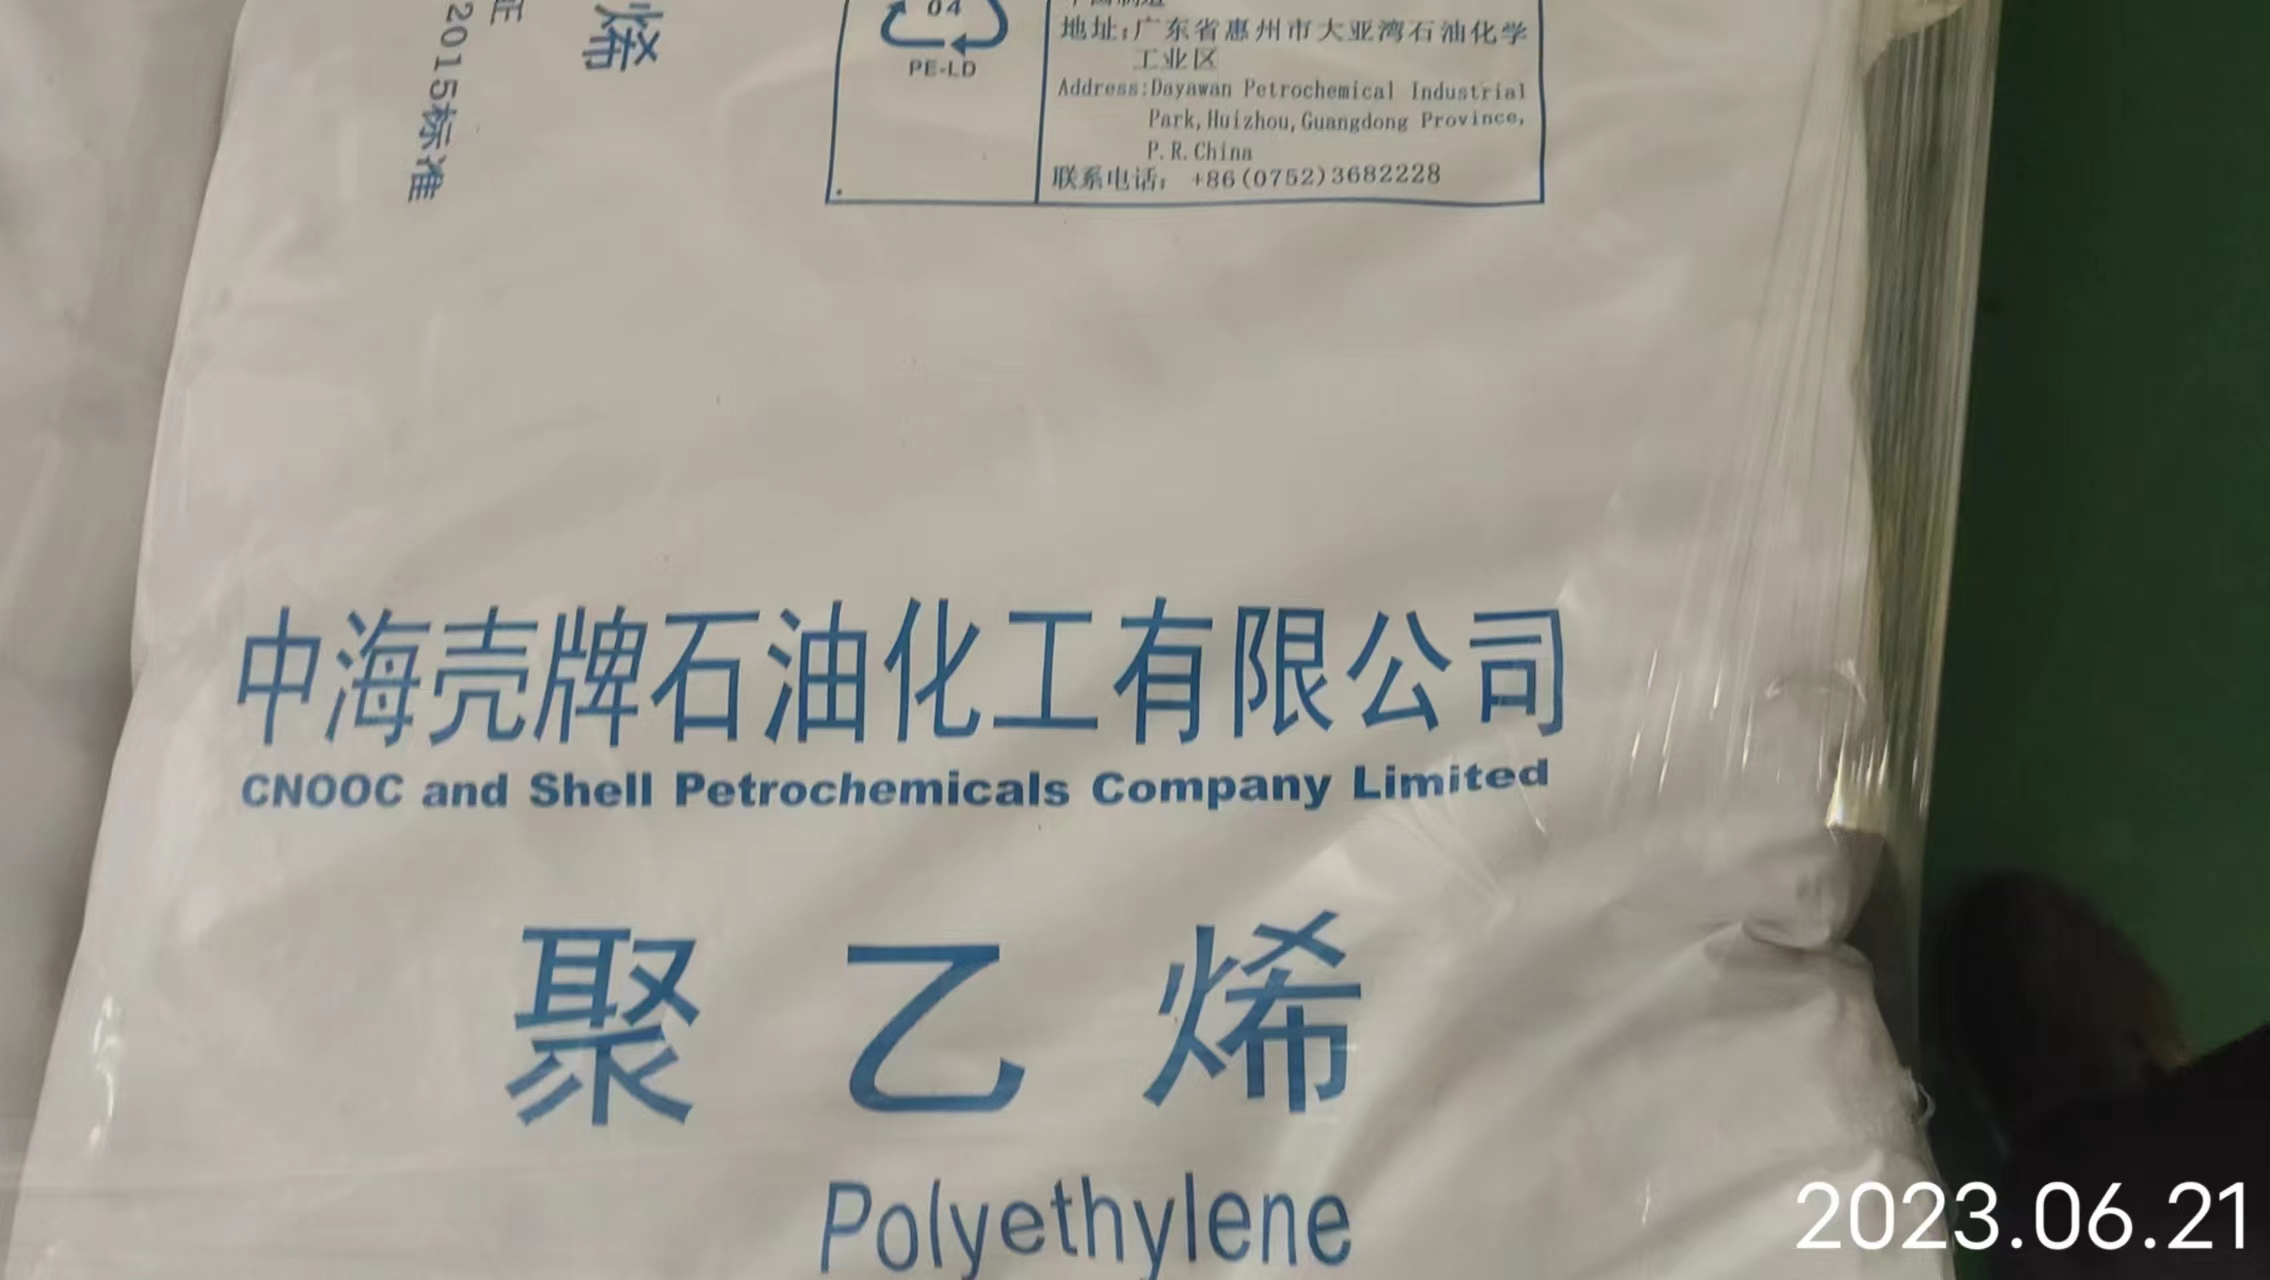 2015标准
证
烯
04
PE-LD
地址:广东省惠州市大亚湾石油化学
工业区
Address:Dayawan Petrochemical Industrial
Park,Huizhou,Guangdong Province,
P.R.China
联系电话: +86(0752)3682228
中海壳牌石油化工有限公司
CNOOC and Shell Petrochemicals Company Limited
聚乙烯
Polyethylene
2023.06.21